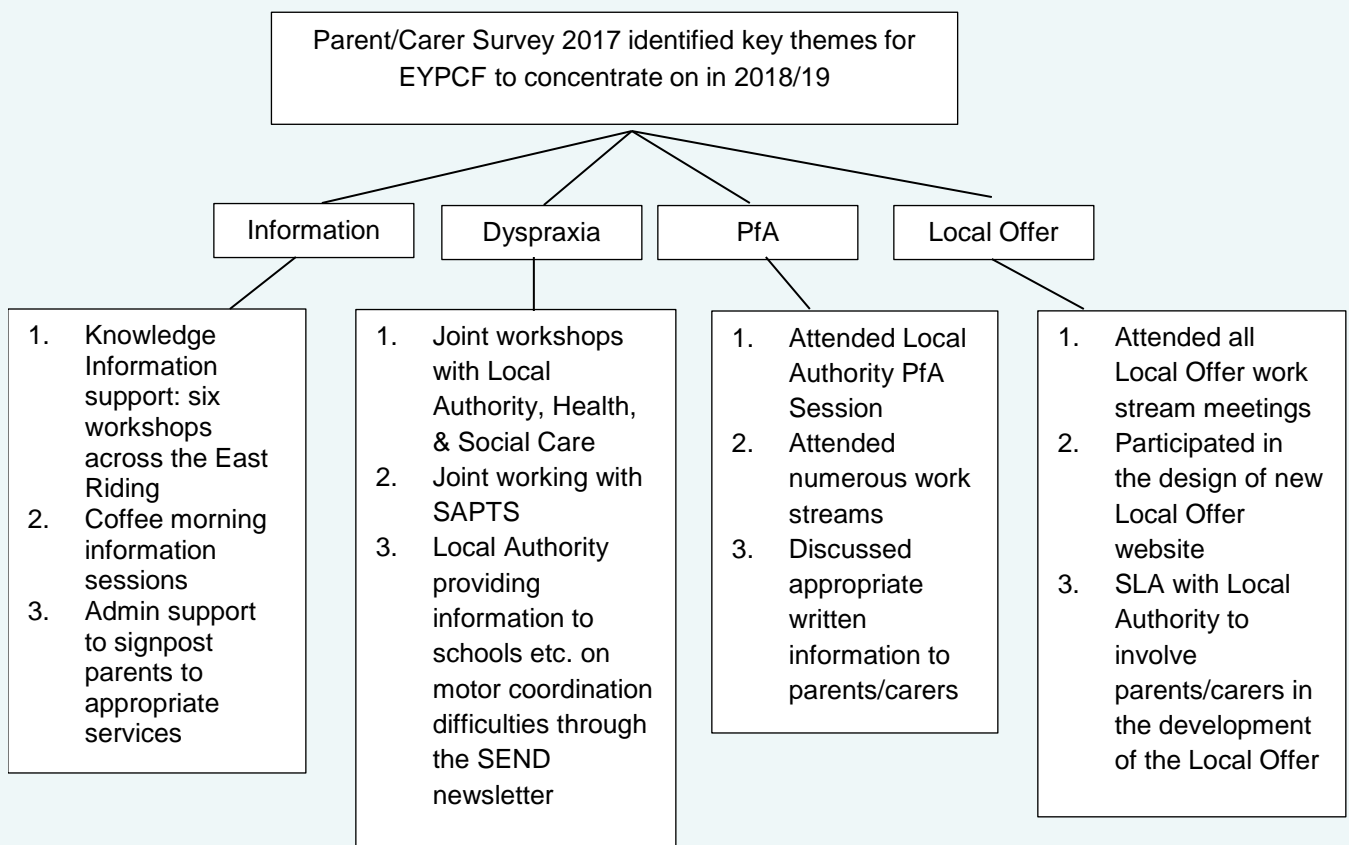 Parent/Carer Survey 2017 identified key themes for
EYPCF to concentrate on in 2018/19
Information
Dyspraxia
PfA
Local Offer
1. Knowledge
Information
support: six
workshops
across the East
Riding
2. Coffee morning
information
sessions
3. Admin support
to signpost
parents to
appropriate
services
1. Joint workshops
with Local
Authority, Health,
& Social Care
2. Joint working with
SAPTS
3. Local Authority
providing
information to
schools etc. on
motor coordination
difficulties through
the SEND
newsletter
1. Attended Local
Authority PfA
Session
2. Attended
numerous work
streams
3. Discussed
appropriate
written
information to
parents/carers
1. Attended all
Local Offer work
stream meetings
2. Participated in
the design of new
Local Offer
website
3. SLA with Local
Authority to
involve
parents/carers in
the development
of the Local Offer